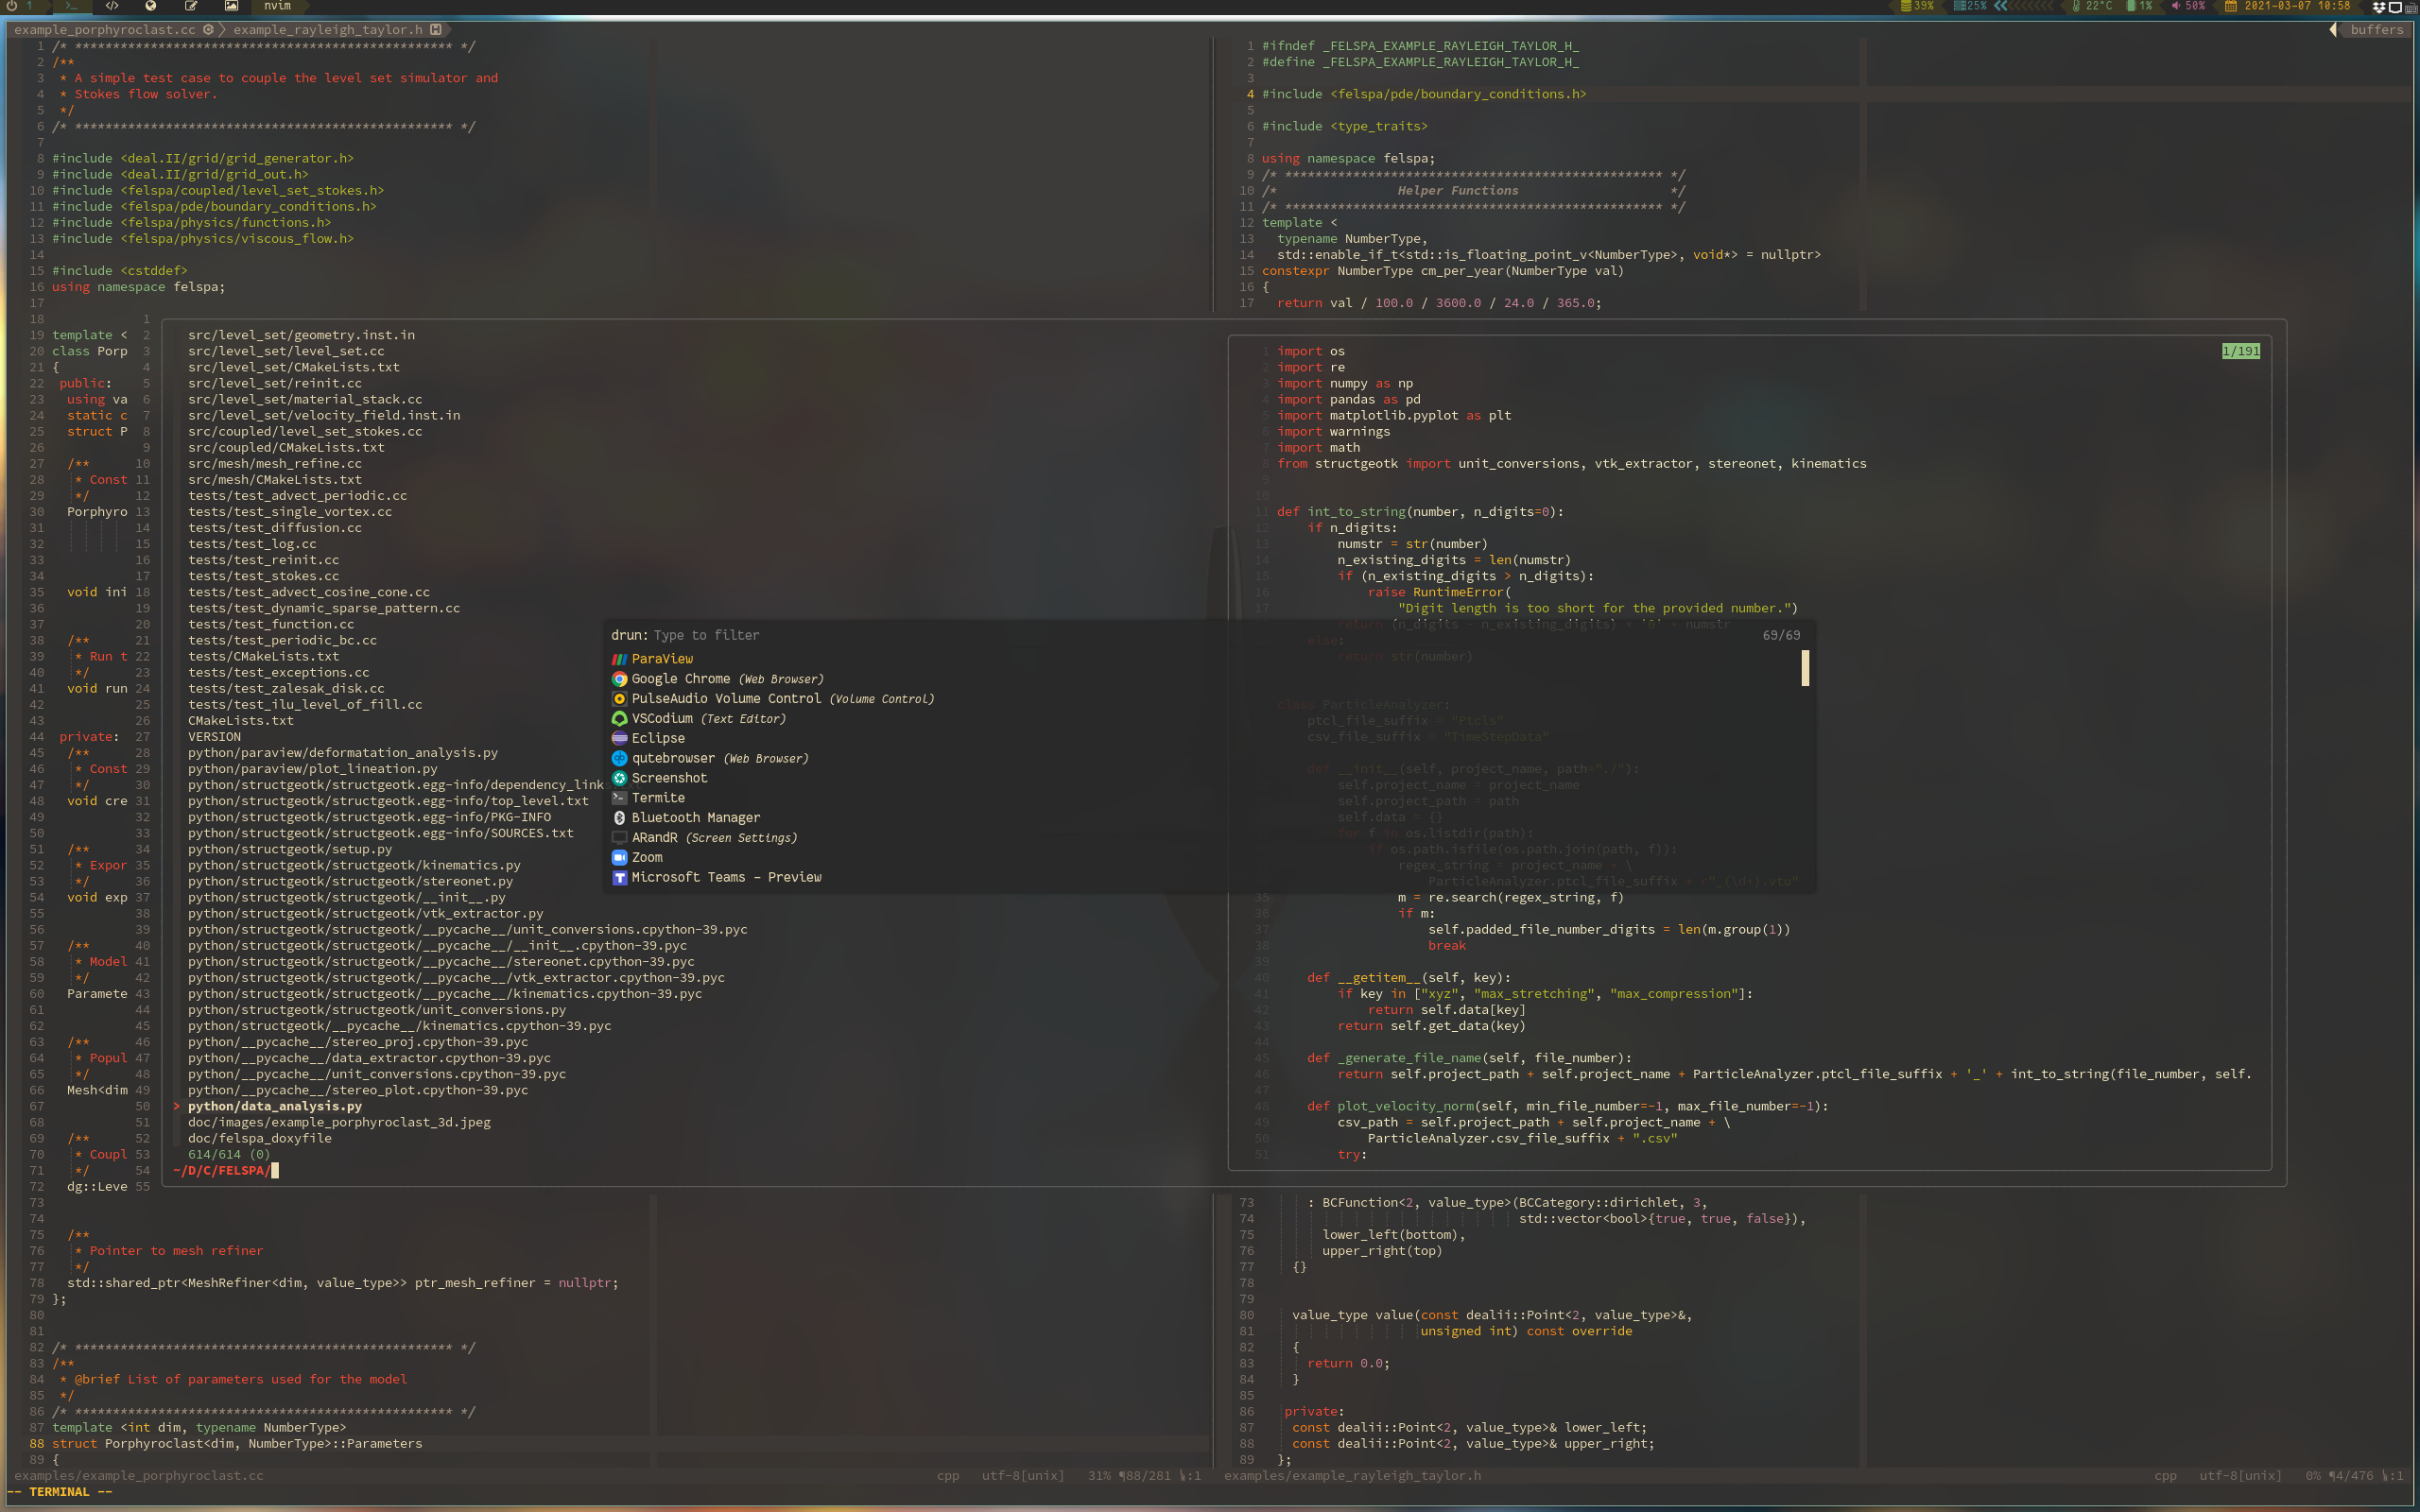 1 >_ </> nvim 39% 25% 22°C 1% 50% 2021-03-07 10:58
example_porphyroclast.cc example_rayleigh_taylor.h buffers
1 /* ************************************************** */
2 /**
3 * A simple test case to couple the level set simulator and
4 * Stokes flow solver.
5 */
6 /* ************************************************** */
7
8 #include <deal.II/grid/grid_generator.h>
9 #include <deal.II/grid/grid_out.h>
10 #include <felspa/coupled/level_set_stokes.h>
11 #include <felspa/pde/boundary_conditions.h>
12 #include <felspa/physics/functions.h>
13 #include <felspa/physics/viscous_flow.h>
14
15 #include <cstddef>
16 using namespace felspa;
17
18
19 template <
20 class Porp
21 {
22 public:
23 using va
24 static c
25 struct P
26
27 /**
28 * Const
29 */
30 Porphyro
31
32
33
34
35 void ini
36
37
38 /**
39 * Run t
40 */
41 void run
42
43
44 private:
45 /**
46 * Const
47 */
48 void cre
49
50
51 /**
52 * Expor
53 */
54 void exp
55
56
57 /**
58 * Model
59 */
60 Paramete
61
62
63 /**
64 * Popul
65 */
66 Mesh<dim
67
68
69 /**
70 * Coupl
71 */
72 dg::Leve
73
74
75 /**
76 * Pointer to mesh refiner
77 */
78 std::shared_ptr<MeshRefiner<dim, value_type>> ptr_mesh_refiner = nullptr;
79 };
80
81
82 /* ************************************************** */
83 /**
84 * @brief List of parameters used for the model
85 */
86 /* ************************************************** */
87 template <int dim, typename NumberType>
88 struct Porphyroclast<dim, NumberType>::Parameters
89 {
1 #ifndef _FELSPA_EXAMPLE_RAYLEIGH_TAYLOR_H_
2 #define _FELSPA_EXAMPLE_RAYLEIGH_TAYLOR_H_
3
4 #include <felspa/pde/boundary_conditions.h>
5
6 #include <type_traits>
7
8 using namespace felspa;
9 /* ************************************************** */
10 /* Helper Functions */
11 /* ************************************************** */
12 template <
13 typename NumberType,
14 std::enable_if_t<std::is_floating_point_v<NumberType>, void*> = nullptr>
15 constexpr NumberType cm_per_year(NumberType val)
16 {
17 return val / 100.0 / 3600.0 / 24.0 / 365.0;
1
2 src/level_set/geometry.inst.in
3 src/level_set/level_set.cc
4 src/level_set/CMakeLists.txt
5 src/level_set/reinit.cc
6 src/level_set/material_stack.cc
7 src/level_set/velocity_field.inst.in
8 src/coupled/level_set_stokes.cc
9 src/coupled/CMakeLists.txt
10 src/mesh/mesh_refine.cc
11 src/mesh/CMakeLists.txt
12 tests/test_advect_periodic.cc
13 tests/test_single_vortex.cc
14 tests/test_diffusion.cc
15 tests/test_log.cc
16 tests/test_reinit.cc
17 tests/test_stokes.cc
18 tests/test_advect_cosine_cone.cc
19 tests/test_dynamic_sparse_pattern.cc
20 tests/test_function.cc
21 tests/test_periodic_bc.cc
22 tests/CMakeLists.txt
23 tests/test_exceptions.cc
24 tests/test_zalesak_disk.cc
25 tests/test_ilu_level_of_fill.cc
26 CMakeLists.txt
27 VERSION
28 python/paraview/deformatation_analysis.py
29 python/paraview/plot_lineation.py
30 python/structgeotk/structgeotk.egg-info/dependency_link
31 python/structgeotk/structgeotk.egg-info/top_level.txt
32 python/structgeotk/structgeotk.egg-info/PKG-INFO
33 python/structgeotk/structgeotk.egg-info/SOURCES.txt
34 python/structgeotk/setup.py
35 python/structgeotk/structgeotk/kinematics.py
36 python/structgeotk/structgeotk/stereonet.py
37 python/structgeotk/structgeotk/__init__.py
38 python/structgeotk/structgeotk/vtk_extractor.py
39 python/structgeotk/structgeotk/__pycache__/unit_conversions.cpython-39.pyc
40 python/structgeotk/structgeotk/__pycache__/__init__.cpython-39.pyc
41 python/structgeotk/structgeotk/__pycache__/stereonet.cpython-39.pyc
42 python/structgeotk/structgeotk/__pycache__/vtk_extractor.cpython-39.pyc
43 python/structgeotk/structgeotk/__pycache__/kinematics.cpython-39.pyc
44 python/structgeotk/structgeotk/unit_conversions.py
45 python/structgeotk/__pycache__/kinematics.cpython-39.pyc
46 python/__pycache__/stereo_proj.cpython-39.pyc
47 python/__pycache__/data_extractor.cpython-39.pyc
48 python/__pycache__/unit_conversions.cpython-39.pyc
49 python/__pycache__/stereo_plot.cpython-39.pyc
50 > python/data_analysis.py
51 doc/images/example_porphyroclast_3d.jpeg
52 doc/felspa_doxyfile
53 614/614 (0)
54 ~/D/C/FELSPA/
55
drun: Type to filter 69/69
ParaView
Google Chrome (Web Browser)
PulseAudio Volume Control (Volume Control)
VSCodium (Text Editor)
Eclipse
qutebrowser (Web Browser)
Screenshot
Termite
Bluetooth Manager
ARandR (Screen Settings)
Zoom
Microsoft Teams – Preview
1/191
1 import os
2 import re
3 import numpy as np
4 import pandas as pd
5 import matplotlib.pyplot as plt
6 import warnings
7 import math
8 from structgeotk import unit_conversions, vtk_extractor, stereonet, kinematics
9
10
11 def int_to_string(number, n_digits=0):
12 if n_digits:
13 numstr = str(number)
14 n_existing_digits = len(numstr)
15 if (n_existing_digits > n_digits):
16 raise RuntimeError(
17 "Digit length is too short for the provided number.")
return (n_digits - n_existing_digits) * '0' + numstr
else:
return str(number)
class ParticleAnalyzer:
ptcl_file_suffix = "Ptcls"
csv_file_suffix = "TimeStepData"
def __init__(self, project_name, path="./"):
self.project_name = project_name
self.project_path = path
self.data = {}
for f in os.listdir(path):
if os.path.isfile(os.path.join(path, f)):
regex_string = project_name + \
ParticleAnalyzer.ptcl_file_suffix + r"_(\d+).vtu"
35 m = re.search(regex_string, f)
36 if m:
37 self.padded_file_number_digits = len(m.group(1))
38 break
39
40 def __getitem__(self, key):
41 if key in ["xyz", "max_stretching", "max_compression"]:
42 return self.data[key]
43 return self.get_data(key)
44
45 def _generate_file_name(self, file_number):
46 return self.project_path + self.project_name + ParticleAnalyzer.ptcl_file_suffix + '_' + int_to_string(file_number, self.
47
48 def plot_velocity_norm(self, min_file_number=-1, max_file_number=-1):
49 csv_path = self.project_path + self.project_name + \
50 ParticleAnalyzer.csv_file_suffix + ".csv"
51 try:
73 : BCFunction<2, value_type>(BCCategory::dirichlet, 3,
74 std::vector<bool>{true, true, false}),
75 lower_left(bottom),
76 upper_right(top)
77 {}
78
79
80 value_type value(const dealii::Point<2, value_type>&,
81 unsigned int) const override
82 {
83 return 0.0;
84 }
85
86 private:
87 const dealii::Point<2, value_type>& lower_left;
88 const dealii::Point<2, value_type>& upper_right;
89 };
examples/example_porphyroclast.cc cpp utf-8[unix] 31% ¶88/281 :1
examples/example_rayleigh_taylor.h cpp utf-8[unix] 0% ¶4/476 :1
-- TERMINAL --